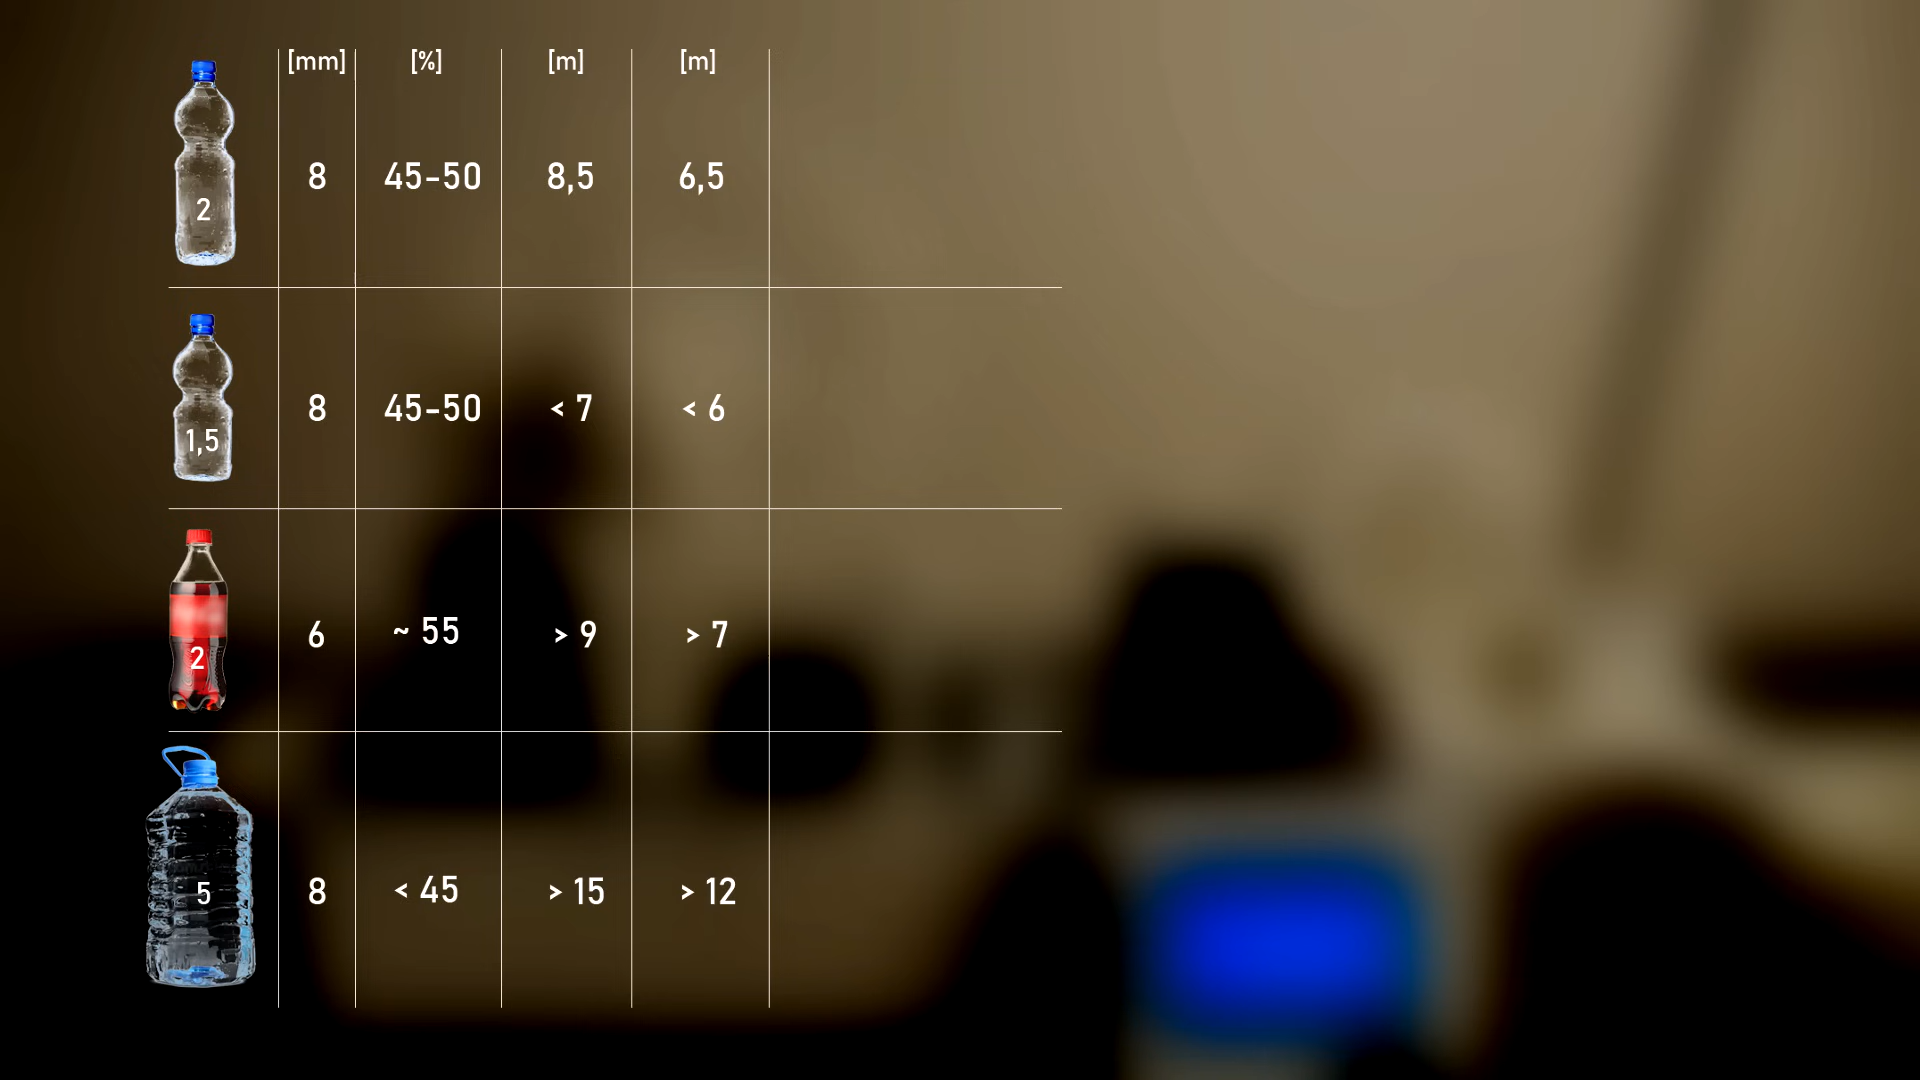 [mm] [%] [m] [m]
2 8 45-50 8,5 6,5
1,5 8 45-50 < 7 < 6
2 6 ~ 55 > 9 > 7
5 8 < 45 > 15 > 12